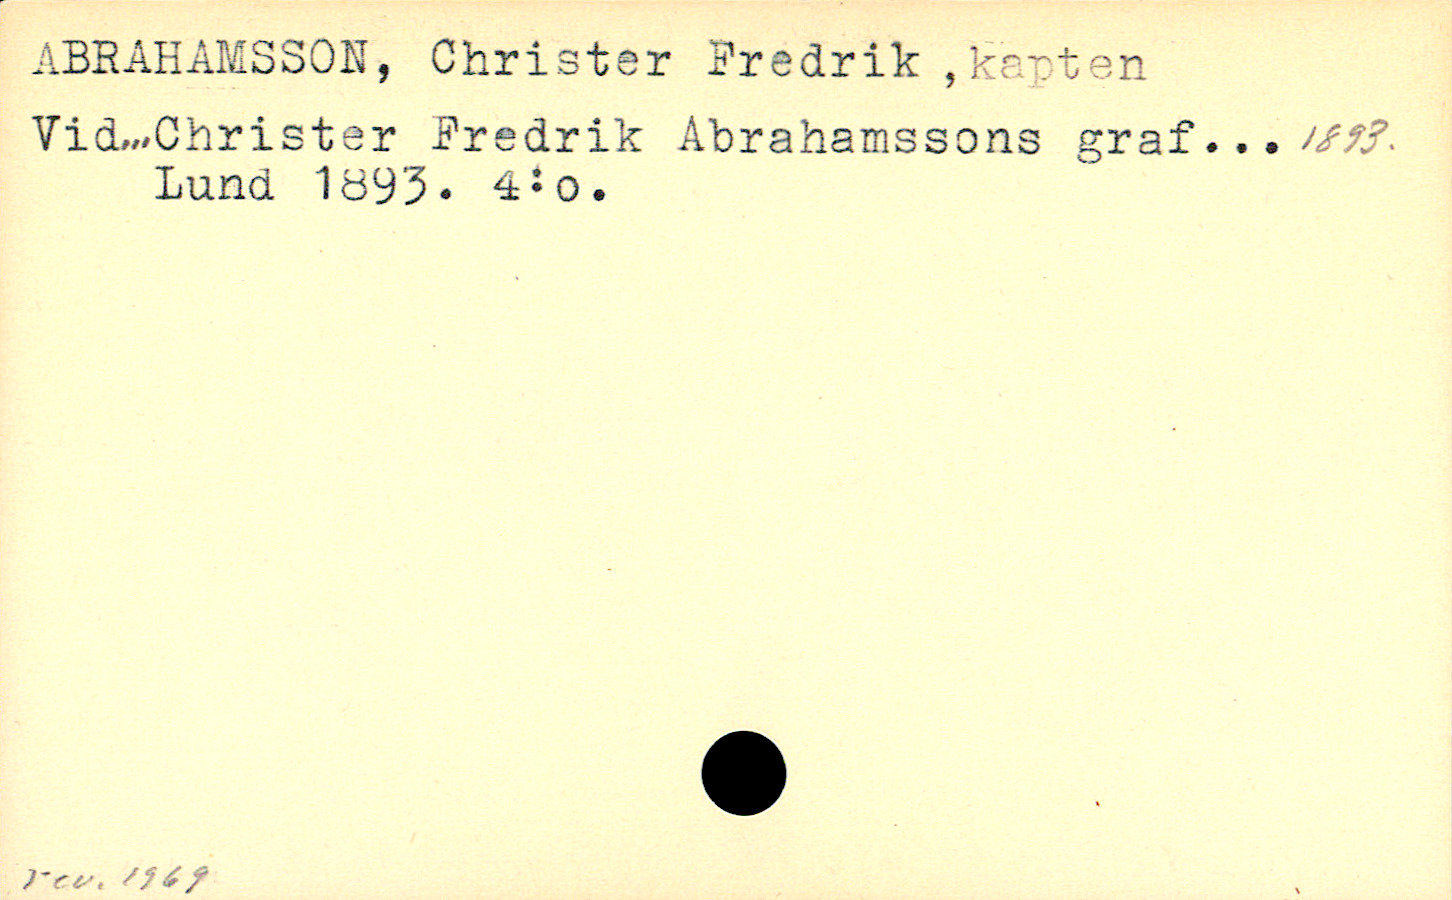 ABRAHAMSSON, Christer Fredrik ,kapten
Vid...Christer Fredrik Abrahamssons graf... 1893.
Lund 1893. 4:o.
rev. 1969